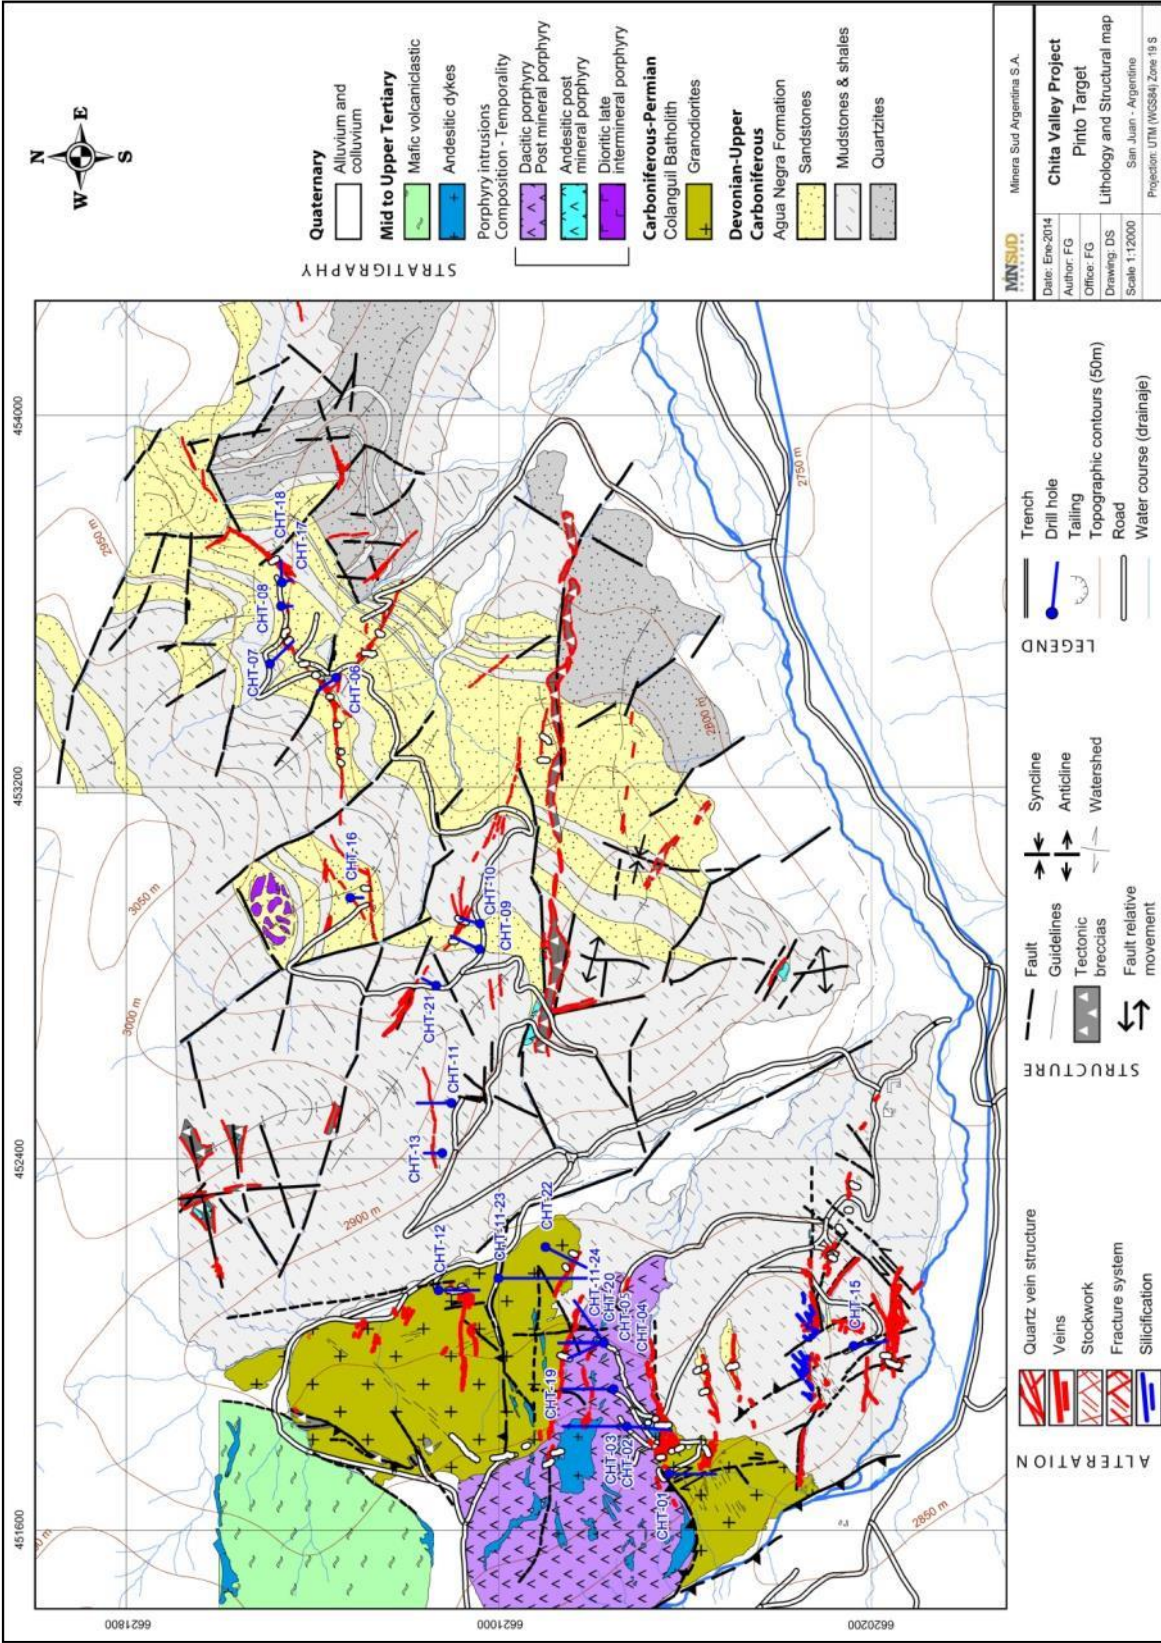 N
W E
S
STRATIGRAPHY
Quaternary
Alluvium and
colluvium
Mid to Upper Tertiary
Mafic volcaniclastic
Andesitic dykes
Porphyry intrusions
Composition - Temporality
Dacitic porphyry
Post mineral porphyry
Andesitic post
mineral porphyry
Dioritic late
intermineral porphyry
Carboniferous-Permian
Colanguil Batholith
Granodiorites
Devonian-Upper
Carboniferous
Agua Negra Formation
Sandstones
Mudstones & shales
Quartzites
451600
452400
453200
454000
6621800
6621000
6620200
2950 m
3050 m
3000 m
2900 m
2800 m
2750 m
2850 m
CHT-18
CHT-17
CHT-08
CHT-07
CHT-06
CHT-16
CHT-10
CHT-09
CHT-21
CHT-11
CHT-13
CHT-12
CHT-11-23
CHT-22
CHT-11-24
CHT-20
CHT-05
CHT-04
CHT-19
CHT-03
CHT-02
CHT-01
CHT-15
ALTERATION
Quartz vein structure
Veins
Stockwork
Fracture system
Silicification
STRUCTURE
Fault
Guidelines
Tectonic
breccias
Fault relative
movement
Syncline
Anticline
Watershed
LEGEND
Trench
Drill hole
Tailing
Topographic contours (50m)
Road
Water course (drainaje)
MINSUD
Minera Sud Argentina S.A.
Date: Ene-2014
Author: FG
Office: FG
Drawing: DS
Scale 1:12000
Chita Valley Project
Pinto Target
Lithology and Structural map
San Juan - Argentine
Projection: UTM (WGS84) Zone 19 S